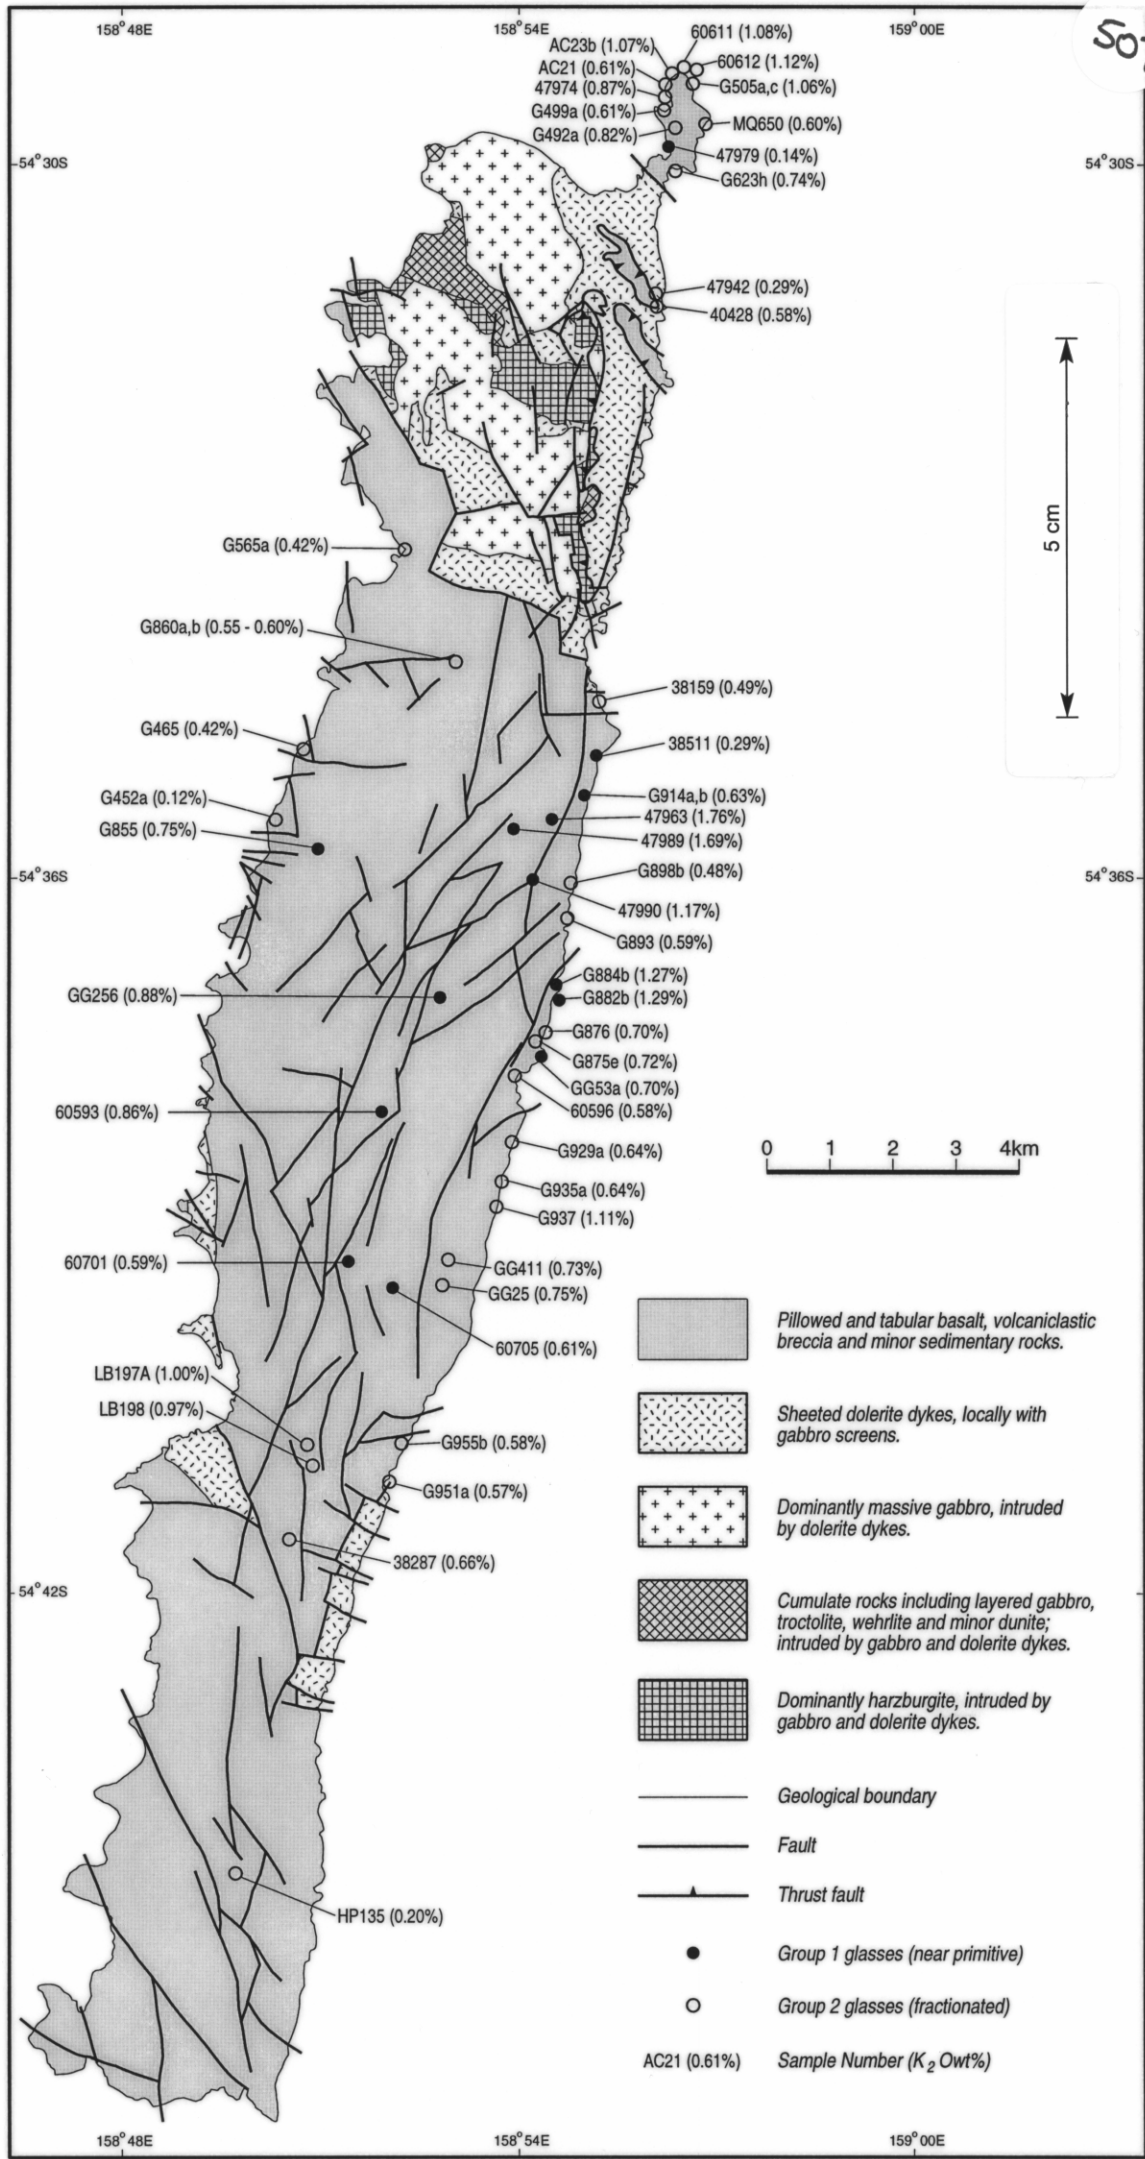 158°48E
158°54E
159°00E
AC23b (1.07%)
60611 (1.08%)
AC21 (0.61%)
60612 (1.12%)
47974 (0.87%)
G505a,c (1.06%)
G499a (0.61%)
MQ650 (0.60%)
G492a (0.82%)
54°30S
47979 (0.14%)
54°30S
G623h (0.74%)
47942 (0.29%)
40428 (0.58%)
5 cm
G565a (0.42%)
G860a,b (0.55 - 0.60%)
38159 (0.49%)
G465 (0.42%)
38511 (0.29%)
G452a (0.12%)
G914a,b (0.63%)
G855 (0.75%)
47963 (1.76%)
47989 (1.69%)
54°36S
G898b (0.48%)
54°36S
47990 (1.17%)
G893 (0.59%)
G884b (1.27%)
GG256 (0.88%)
G882b (1.29%)
G876 (0.70%)
G875e (0.72%)
GG53a (0.70%)
60593 (0.86%)
60596 (0.58%)
0 1 2 3 4km
G929a (0.64%)
G935a (0.64%)
G937 (1.11%)
60701 (0.59%)
GG411 (0.73%)
GG25 (0.75%)
60705 (0.61%)
LB197A (1.00%)
LB198 (0.97%)
G955b (0.58%)
G951a (0.57%)
38287 (0.66%)
54°42S
HP135 (0.20%)
Pillowed and tabular basalt, volcaniclastic
breccia and minor sedimentary rocks.
Sheeted dolerite dykes, locally with
gabbro screens.
Dominantly massive gabbro, intruded
by dolerite dykes.
Cumulate rocks including layered gabbro,
troctolite, wehrlite and minor dunite;
intruded by gabbro and dolerite dykes.
Dominantly harzburgite, intruded by
gabbro and dolerite dykes.
Geological boundary
Fault
Thrust fault
Group 1 glasses (near primitive)
Group 2 glasses (fractionated)
AC21 (0.61%) Sample Number (K₂Owt%)
158°48E
158°54E
159°00E